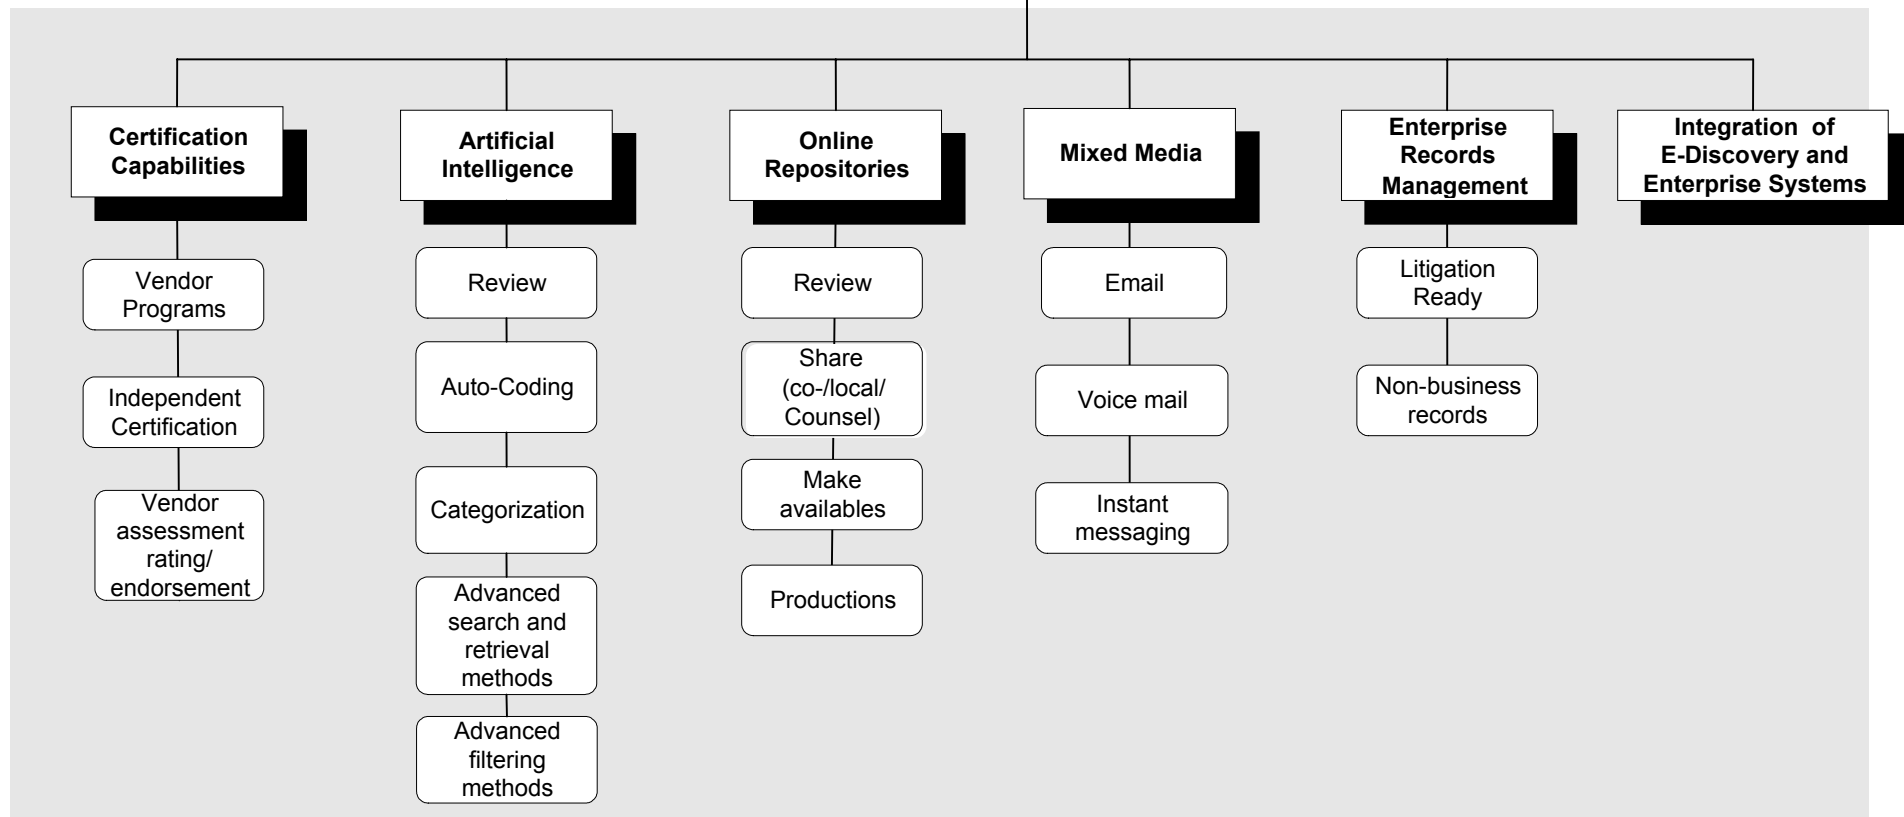 Certification
Capabilities
Artificial
Intelligence
Online
Repositories
Mixed Media
Enterprise
Records
Management
Integration of
E-Discovery and
Enterprise Systems
Vendor
Programs
Independent
Certification
Vendor
assessment
rating/
endorsement
Review
Auto-Coding
Categorization
Advanced
search and
retrieval
methods
Advanced
filtering
methods
Review
Share
(co-/local/
Counsel)
Make
availables
Productions
Email
Voice mail
Instant
messaging
Litigation
Ready
Non-business
records